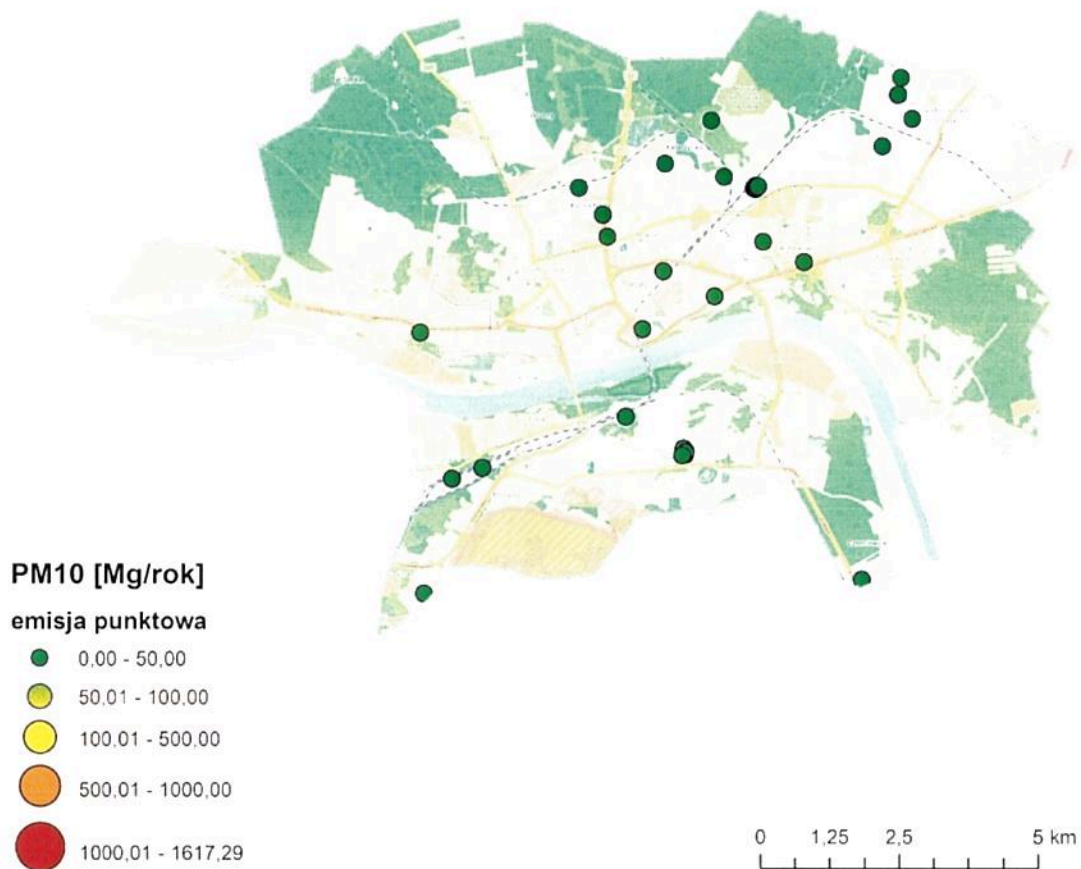 PM10 [Mg/rok]
emisja punktowa
0,00 - 50,00
50,01 - 100,00
100,01 - 500,00
500,01 - 1000,00
1000,01 - 1617,29
0 1,25 2,5 5 km